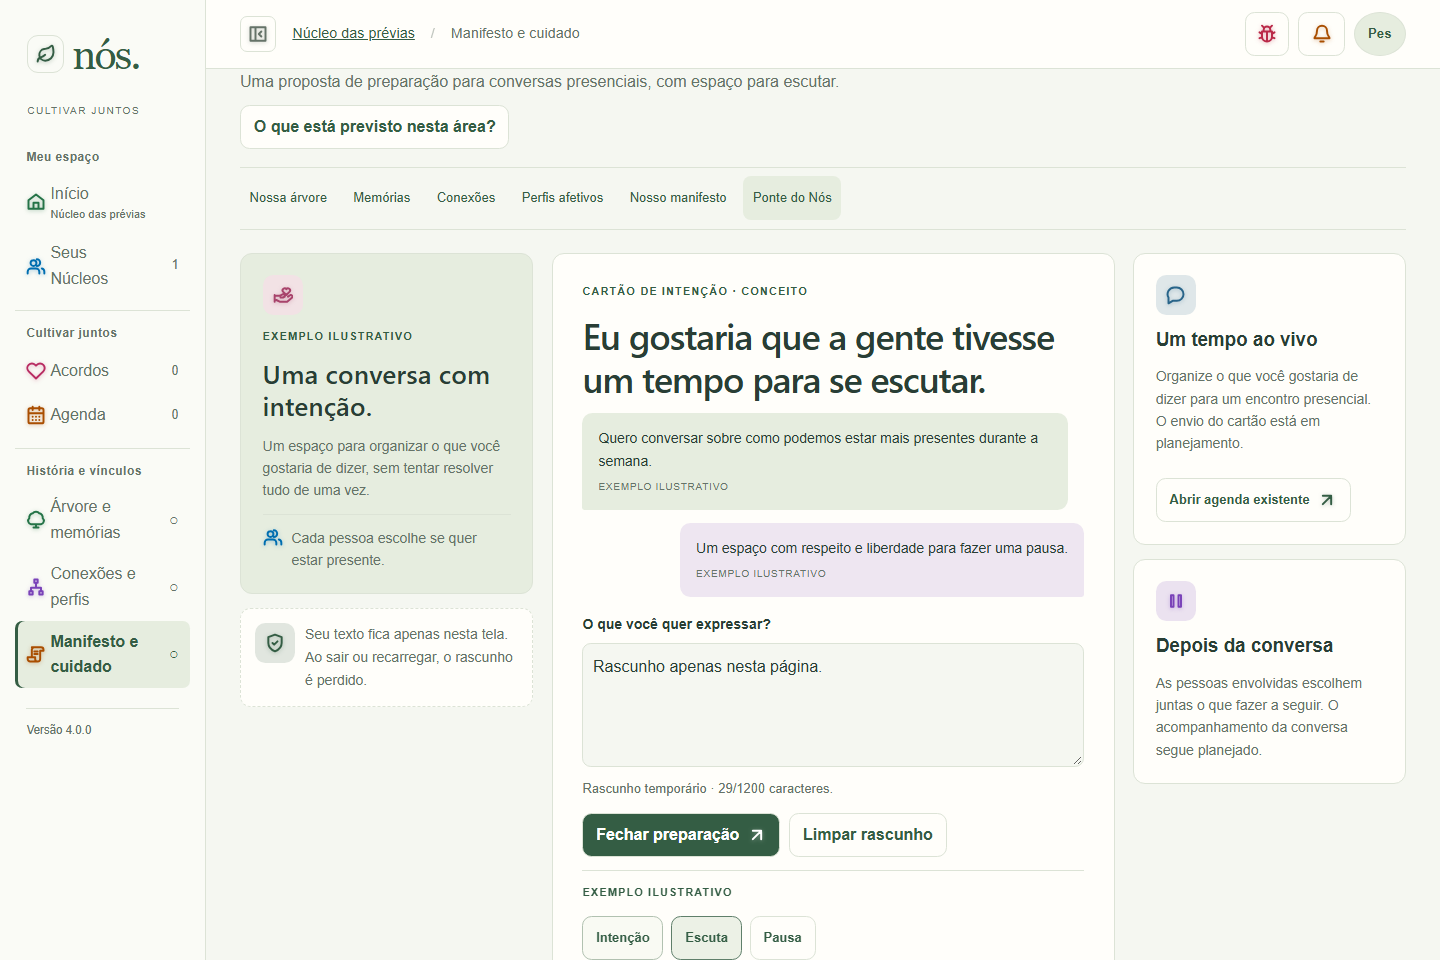 nós.
CULTIVAR JUNTOS
Meu espaço
Início
Núcleo das prévias
Seus
Núcleos
1
Cultivar juntos
Acordos
0
Agenda
0
História e vínculos
Árvore e
memórias
Conexões e
perfis
Manifesto e
cuidado
Versão 4.0.0
Núcleo das prévias / Manifesto e cuidado
Pes
Uma proposta de preparação para conversas presenciais, com espaço para escutar.
O que está previsto nesta área?
Nossa árvore
Memórias
Conexões
Perfis afetivos
Nosso manifesto
Ponte do Nós
EXEMPLO ILUSTRATIVO
Uma conversa com
intenção.
Um espaço para organizar o que você
gostaria de dizer, sem tentar resolver
tudo de uma vez.
Cada pessoa escolhe se quer
estar presente.
Seu texto fica apenas nesta tela.
Ao sair ou recarregar, o rascunho
é perdido.
CARTÃO DE INTENÇÃO · CONCEITO
Eu gostaria que a gente tivesse
um tempo para se escutar.
Quero conversar sobre como podemos estar mais presentes durante a
semana.
EXEMPLO ILUSTRATIVO
Um espaço com respeito e liberdade para fazer uma pausa.
EXEMPLO ILUSTRATIVO
O que você quer expressar?
Rascunho apenas nesta página.
Rascunho temporário · 29/1200 caracteres.
Fechar preparação
Limpar rascunho
EXEMPLO ILUSTRATIVO
Intenção
Escuta
Pausa
Um tempo ao vivo
Organize o que você gostaria de
dizer para um encontro presencial.
O envio do cartão está em
planejamento.
Abrir agenda existente
Depois da conversa
As pessoas envolvidas escolhem
juntas o que fazer a seguir. O
acompanhamento da conversa
segue planejado.